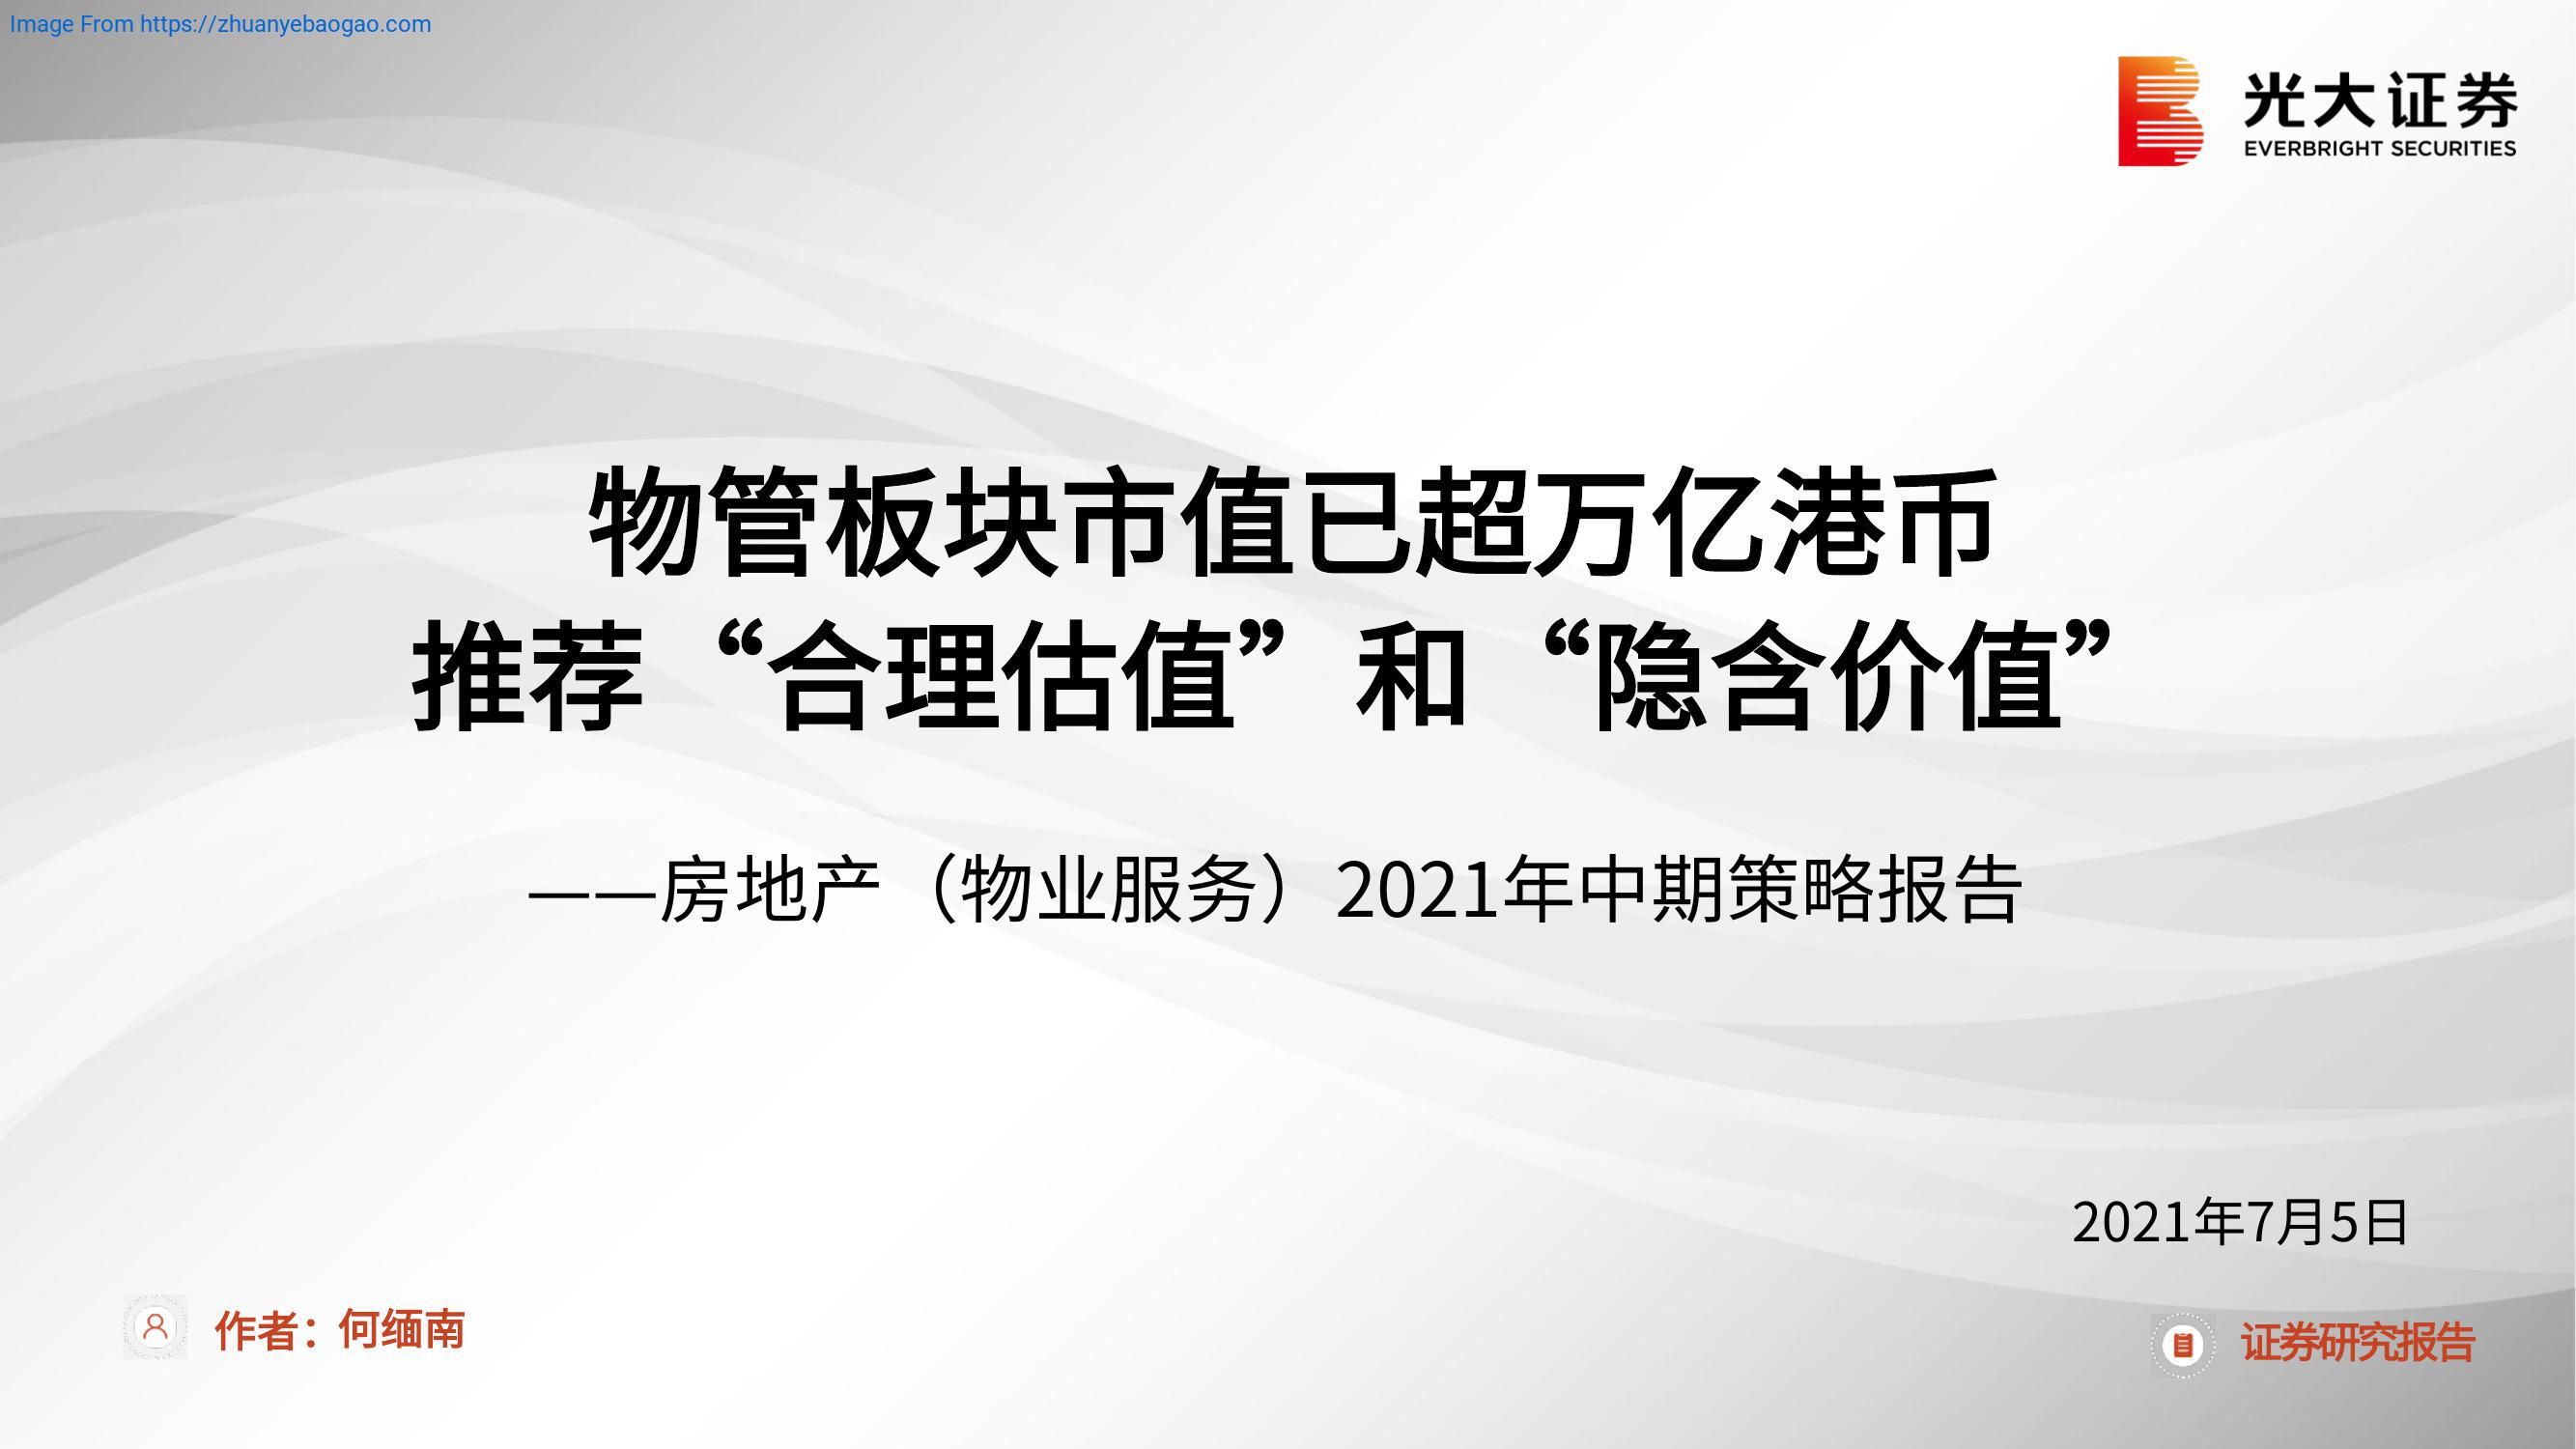 Image From https://zhuanyebaogao.com
光大证券
EVERBRIGHT SECURITIES
物管板块市值已超万亿港币
推荐“合理估值”和“隐含价值”
——房地产（物业服务）2021年中期策略报告
2021年7月5日
作者：何缅南
证券研究报告